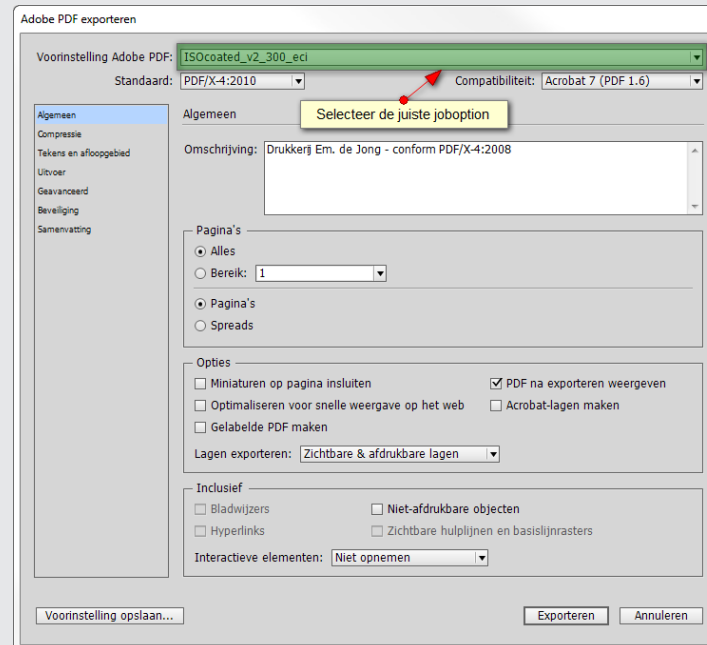 Adobe PDF exporteren
Voorinstelling Adobe PDF: ISOcoated_v2_300_eci
Standaard: PDF/X-4:2010 Compatibiliteit: Acrobat 7 (PDF 1.6)
Selecteer de juiste joboption
Algemeen
Compressie
Tekens en afloopgebied
Uitvoer
Geavanceerd
Beveiliging
Samenvatting
Algemeen
Omschrijving: Drukkerij Em. de Jong - conform PDF/X-4:2008
Pagina's
Alles
Bereik: 1
Pagina's
Spreads
Opties
Miniaturen op pagina insluiten PDF na exporteren weergeven
Optimaliseren voor snelle weergave op het web Acrobat-lagen maken
Gelabelde PDF maken
Lagen exporteren: Zichtbare & afdrukbare lagen
Inclusief
Bladwijzers Niet-afdrukbare objecten
Hyperlinks Zichtbare hulplijnen en basislijnrasters
Interactieve elementen: Niet opnemen
Voorinstelling opslaan... Exporteren Annuleren